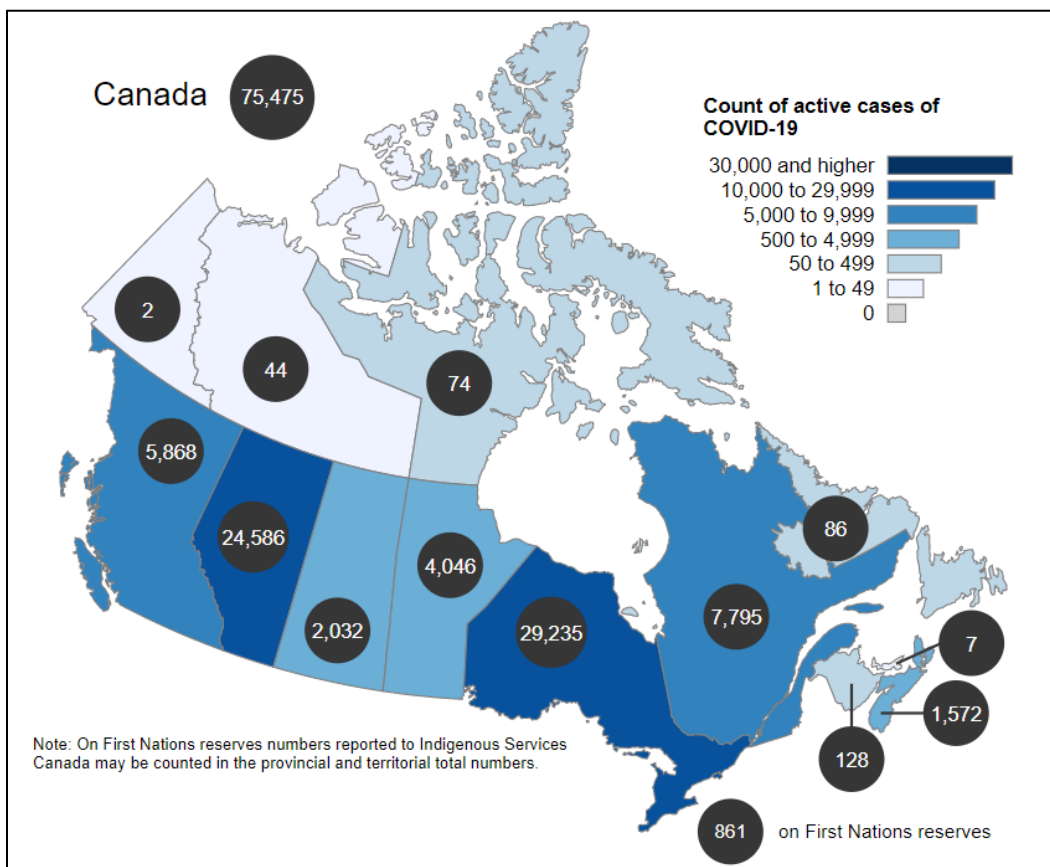 Canada 75,475
Count of active cases of
COVID-19
30,000 and higher
10,000 to 29,999
5,000 to 9,999
500 to 4,999
50 to 499
1 to 49
0
2
44
74
5,868
24,586
2,032
4,046
29,235
7,795
86
7
1,572
128
Note: On First Nations reserves numbers reported to Indigenous Services
Canada may be counted in the provincial and territorial total numbers.
861 on First Nations reserves